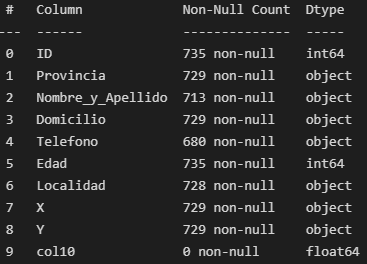 #   Column             Non-Null Count  Dtype
---  ------             --------------  -----
0   ID                 735 non-null    int64
1   Provincia          729 non-null    object
2   Nombre_y_Apellido  713 non-null    object
3   Domicilio          729 non-null    object
4   Telefono           680 non-null    object
5   Edad               735 non-null    int64
6   Localidad          728 non-null    object
7   X                  729 non-null    object
8   Y                  729 non-null    object
9   col10              0 non-null      float64